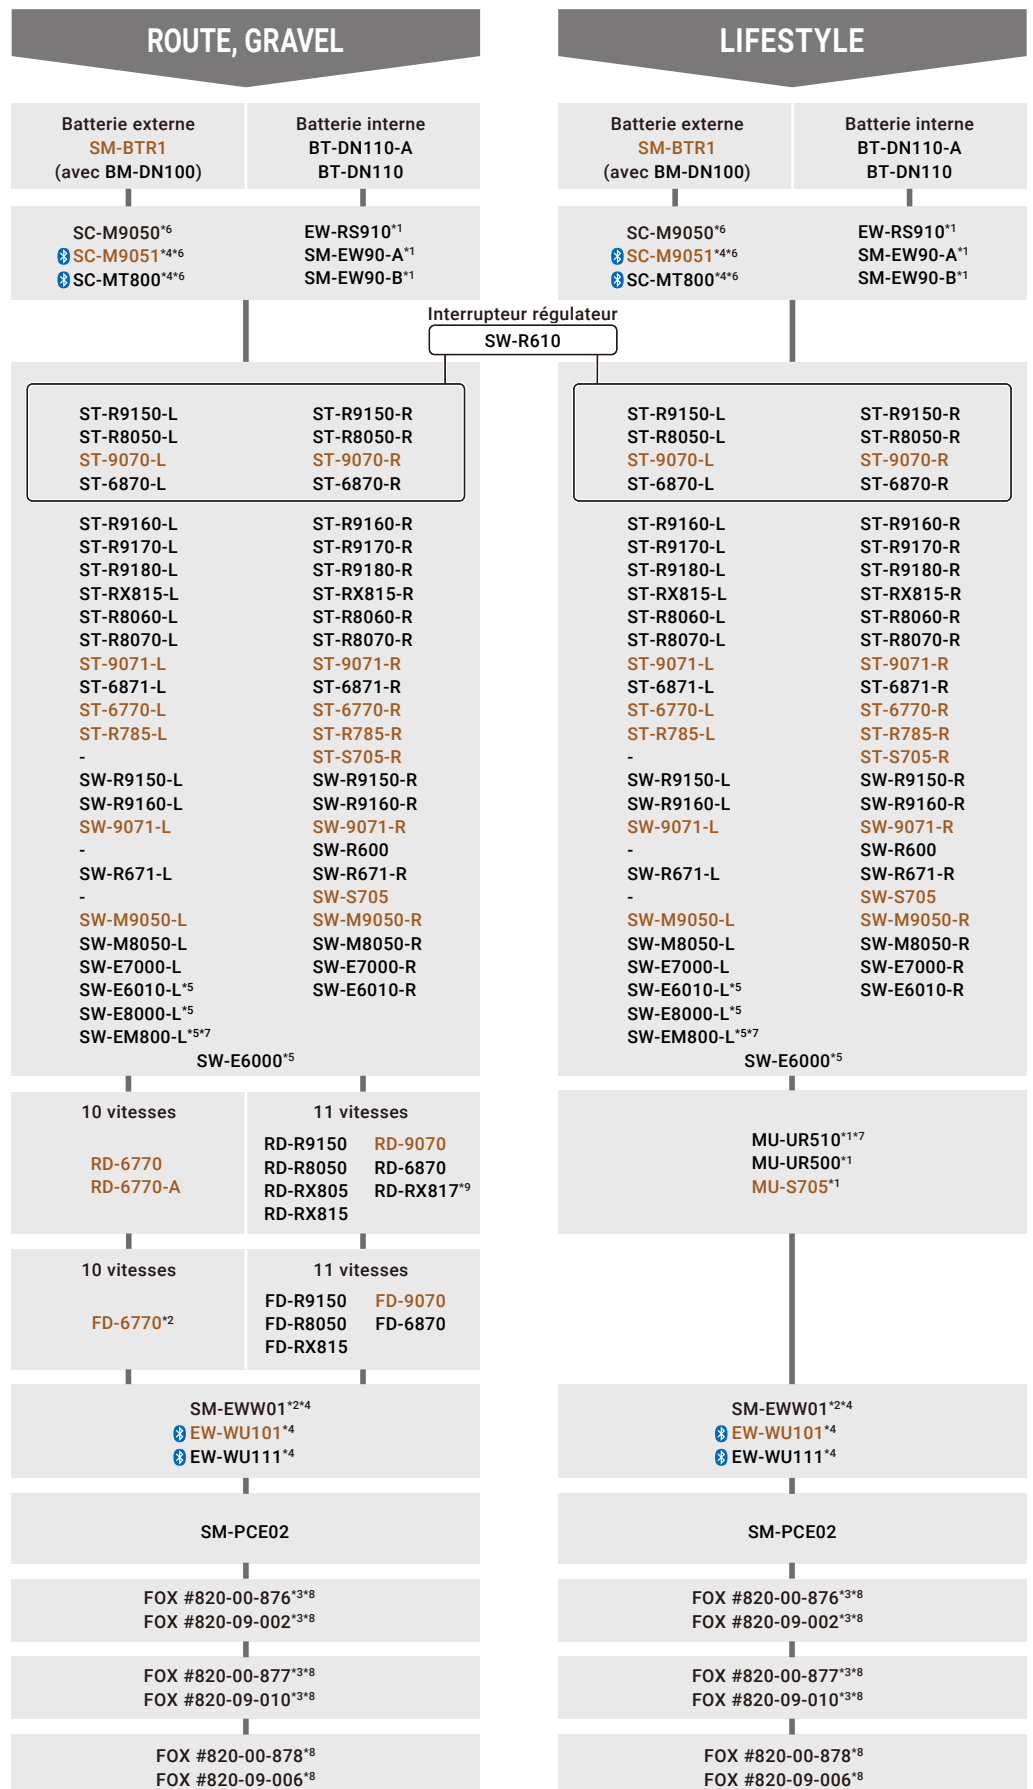 ROUTE, GRAVEL
Batterie externe
SM-BTR1
(avec BM-DN100)
Batterie interne
BT-DN110-A
BT-DN110
SC-M9050*6
SC-M9051*4*6
SC-MT800*4*6
EW-RS910*1
SM-EW90-A*1
SM-EW90-B*1
LIFESTYLE
Batterie externe
SM-BTR1
(avec BM-DN100)
Batterie interne
BT-DN110-A
BT-DN110
SC-M9050*6
SC-M9051*4*6
SC-MT800*4*6
EW-RS910*1
SM-EW90-A*1
SM-EW90-B*1
Interrupteur régulateur
SW-R610
ST-R9150-L ST-R9150-R
ST-R8050-L ST-R8050-R
ST-9070-L ST-9070-R
ST-6870-L ST-6870-R
ST-R9160-L ST-R9160-R
ST-R9170-L ST-R9170-R
ST-R9180-L ST-R9180-R
ST-RX815-L ST-RX815-R
ST-R8060-L ST-R8060-R
ST-R8070-L ST-R8070-R
ST-9071-L ST-9071-R
ST-6871-L ST-6871-R
ST-6770-L ST-6770-R
ST-R785-L ST-R785-R
- ST-S705-R
SW-R9150-L SW-R9150-R
SW-R9160-L SW-R9160-R
SW-9071-L SW-9071-R
- SW-R600
SW-R671-L SW-R671-R
- SW-S705
SW-M9050-L SW-M9050-R
SW-M8050-L SW-M8050-R
SW-E7000-L SW-E7000-R
SW-E6010-L*5 SW-E6010-R
SW-E8000-L*5
SW-EM800-L*5*7
SW-E6000*5
10 vitesses
RD-6770
RD-6770-A
11 vitesses
RD-R9150 RD-9070
RD-R8050 RD-6870
RD-RX805 RD-RX817*9
RD-RX815
10 vitesses
FD-6770*2
11 vitesses
FD-R9150 FD-9070
FD-R8050 FD-6870
FD-RX815
SM-EWW01*2*4
EW-WU101*4
EW-WU111*4
SM-PCE02
FOX #820-00-876*3*8
FOX #820-09-002*3*8
FOX #820-00-877*3*8
FOX #820-09-010*3*8
FOX #820-00-878*8
FOX #820-09-006*8
ST-R9150-L ST-R9150-R
ST-R8050-L ST-R8050-R
ST-9070-L ST-9070-R
ST-6870-L ST-6870-R
ST-R9160-L ST-R9160-R
ST-R9170-L ST-R9170-R
ST-R9180-L ST-R9180-R
ST-RX815-L ST-RX815-R
ST-R8060-L ST-R8060-R
ST-R8070-L ST-R8070-R
ST-9071-L ST-9071-R
ST-6871-L ST-6871-R
ST-6770-L ST-6770-R
ST-R785-L ST-R785-R
- ST-S705-R
SW-R9150-L SW-R9150-R
SW-R9160-L SW-R9160-R
SW-9071-L SW-9071-R
- SW-R600
SW-R671-L SW-R671-R
- SW-S705
SW-M9050-L SW-M9050-R
SW-M8050-L SW-M8050-R
SW-E7000-L SW-E7000-R
SW-E6010-L*5 SW-E6010-R
SW-E8000-L*5
SW-EM800-L*5*7
SW-E6000*5
MU-UR510*1*7
MU-UR500*1
MU-S705*1
SM-EWW01*2*4
EW-WU101*4
EW-WU111*4
SM-PCE02
FOX #820-00-876*3*8
FOX #820-09-002*3*8
FOX #820-00-877*3*8
FOX #820-09-010*3*8
FOX #820-00-878*8
FOX #820-09-006*8